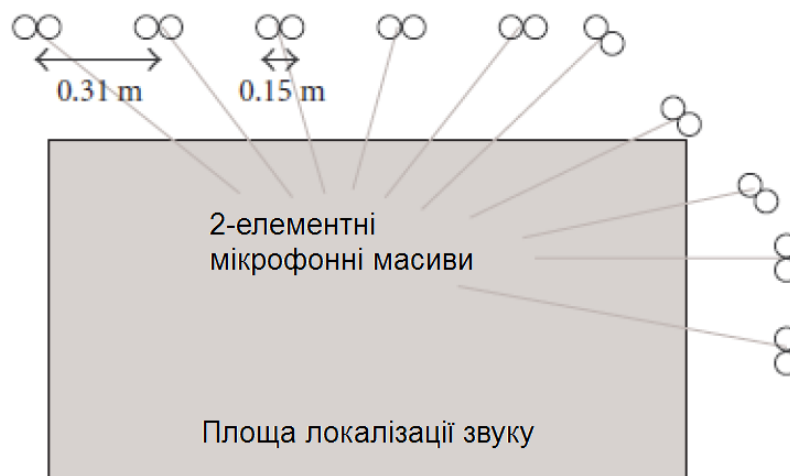 0.31 m
0.15 m
2-елементні
мікрофонні масиви
Площа локалізації звуку